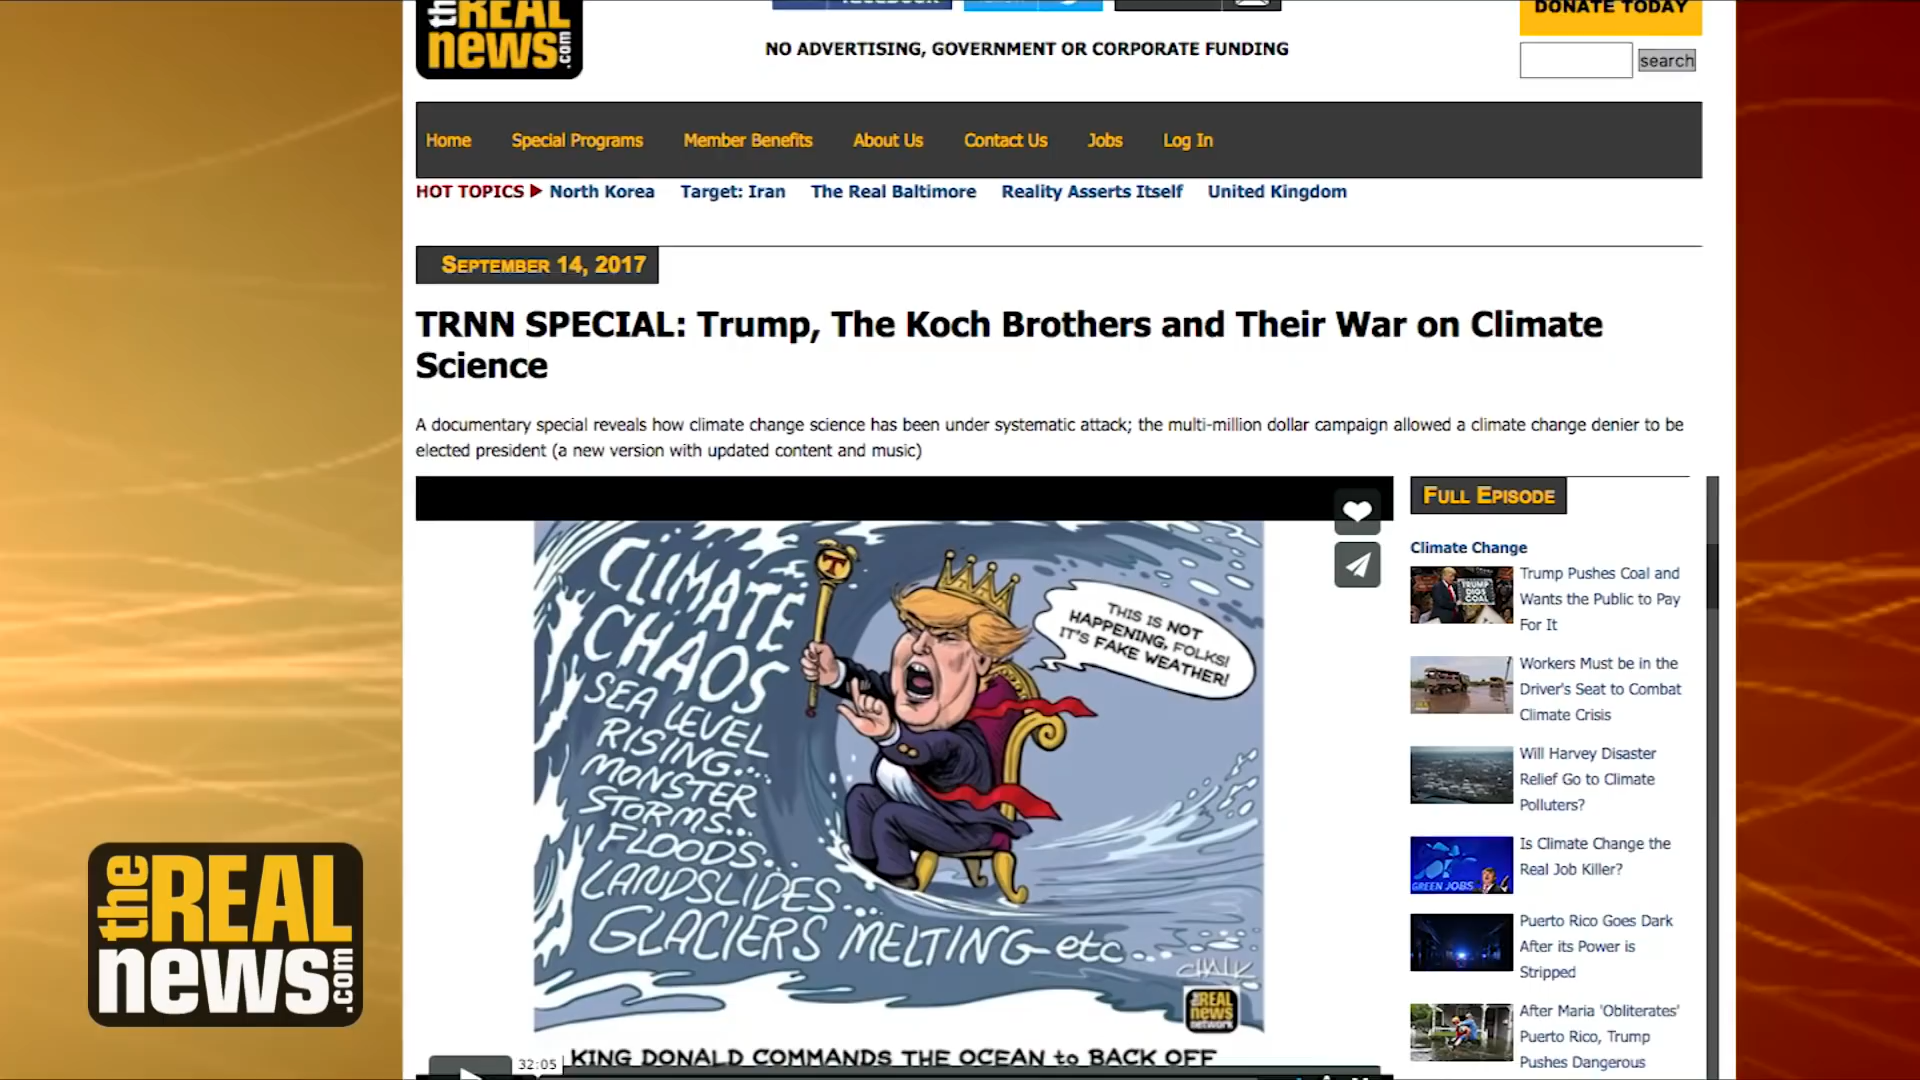 the REAL news.com
FACEBOOK
DONATE TODAY
NO ADVERTISING, GOVERNMENT OR CORPORATE FUNDING
search
Home Special Programs Member Benefits About Us Contact Us Jobs Log In
HOT TOPICS ▶ North Korea Target: Iran The Real Baltimore Reality Asserts Itself United Kingdom
SEPTEMBER 14, 2017
TRNN SPECIAL: Trump, The Koch Brothers and Their War on Climate
Science
A documentary special reveals how climate change science has been under systematic attack; the multi-million dollar campaign allowed a climate change denier to be
elected president (a new version with updated content and music)
CLIMATE
CHAOS
SEA LEVEL
RISING...
MONSTER
STORMS...
FLOODS...
LANDSLIDES...
GLACIERS MELTING etc...
T
THIS IS NOT
HAPPENING, FOLKS!
IT'S FAKE WEATHER!
CHALK
the REAL
news
network
KING DONALD COMMANDS THE OCEAN to BACK OFF
32:05
FULL EPISODE
Climate Change
TRUMP
DIGS
COAL
Trump Pushes Coal and
Wants the Public to Pay
For It
Workers Must be in the
Driver's Seat to Combat
Climate Crisis
Will Harvey Disaster
Relief Go to Climate
Polluters?
GREEN JOBS
Is Climate Change the
Real Job Killer?
Puerto Rico Goes Dark
After its Power is
Stripped
After Maria 'Obliterates'
Puerto Rico, Trump
Pushes Dangerous
the REAL
news.com